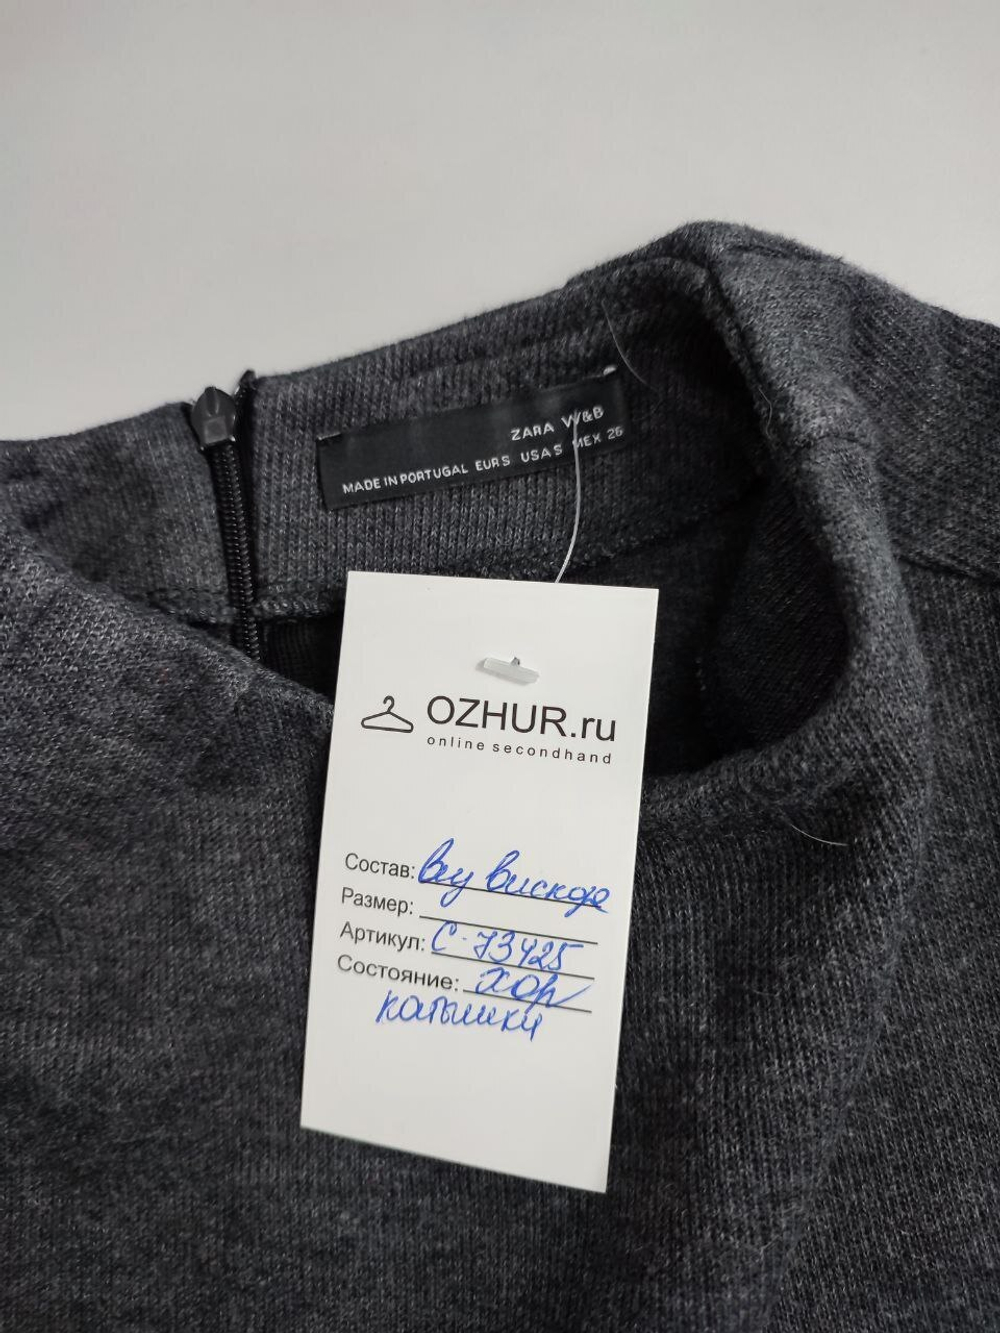 ZARA W&B
MADE IN PORTUGAL EUR S USA S MEX 26
OZHUR.ru
online secondhand
Состав: виз вискоза
Размер:
Артикул: С-73425
Состояние: хор
катышки